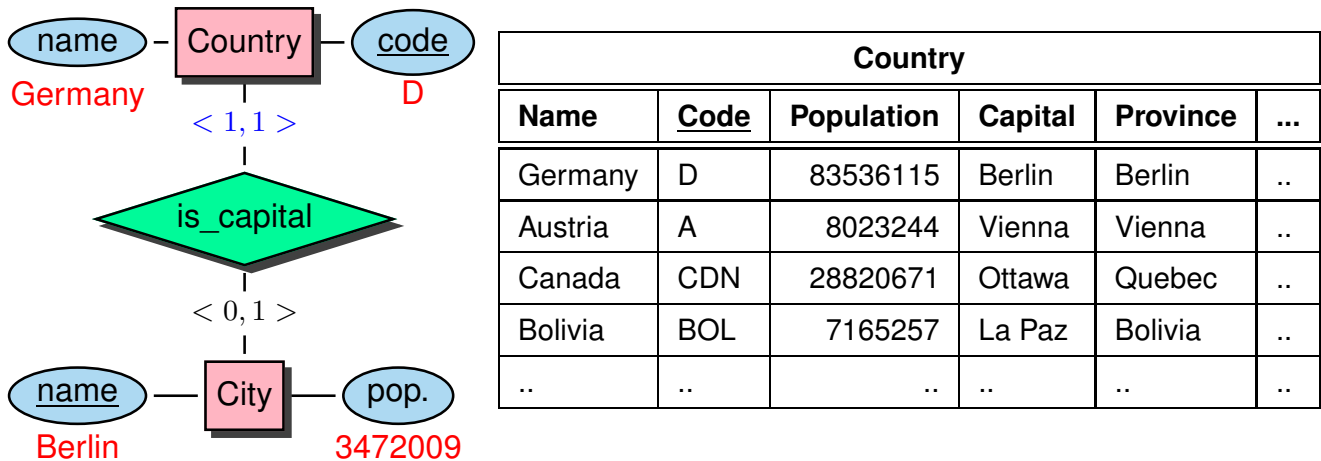 name Country code
Germany D
< 1, 1 >
is_capital
< 0, 1 >
name City pop.
Berlin 3472009
Country
Name Code Population Capital Province ...
Germany D 83536115 Berlin Berlin ..
Austria A 8023244 Vienna Vienna ..
Canada CDN 28820671 Ottawa Quebec ..
Bolivia BOL 7165257 La Paz Bolivia ..
.. .. .. .. .. ..